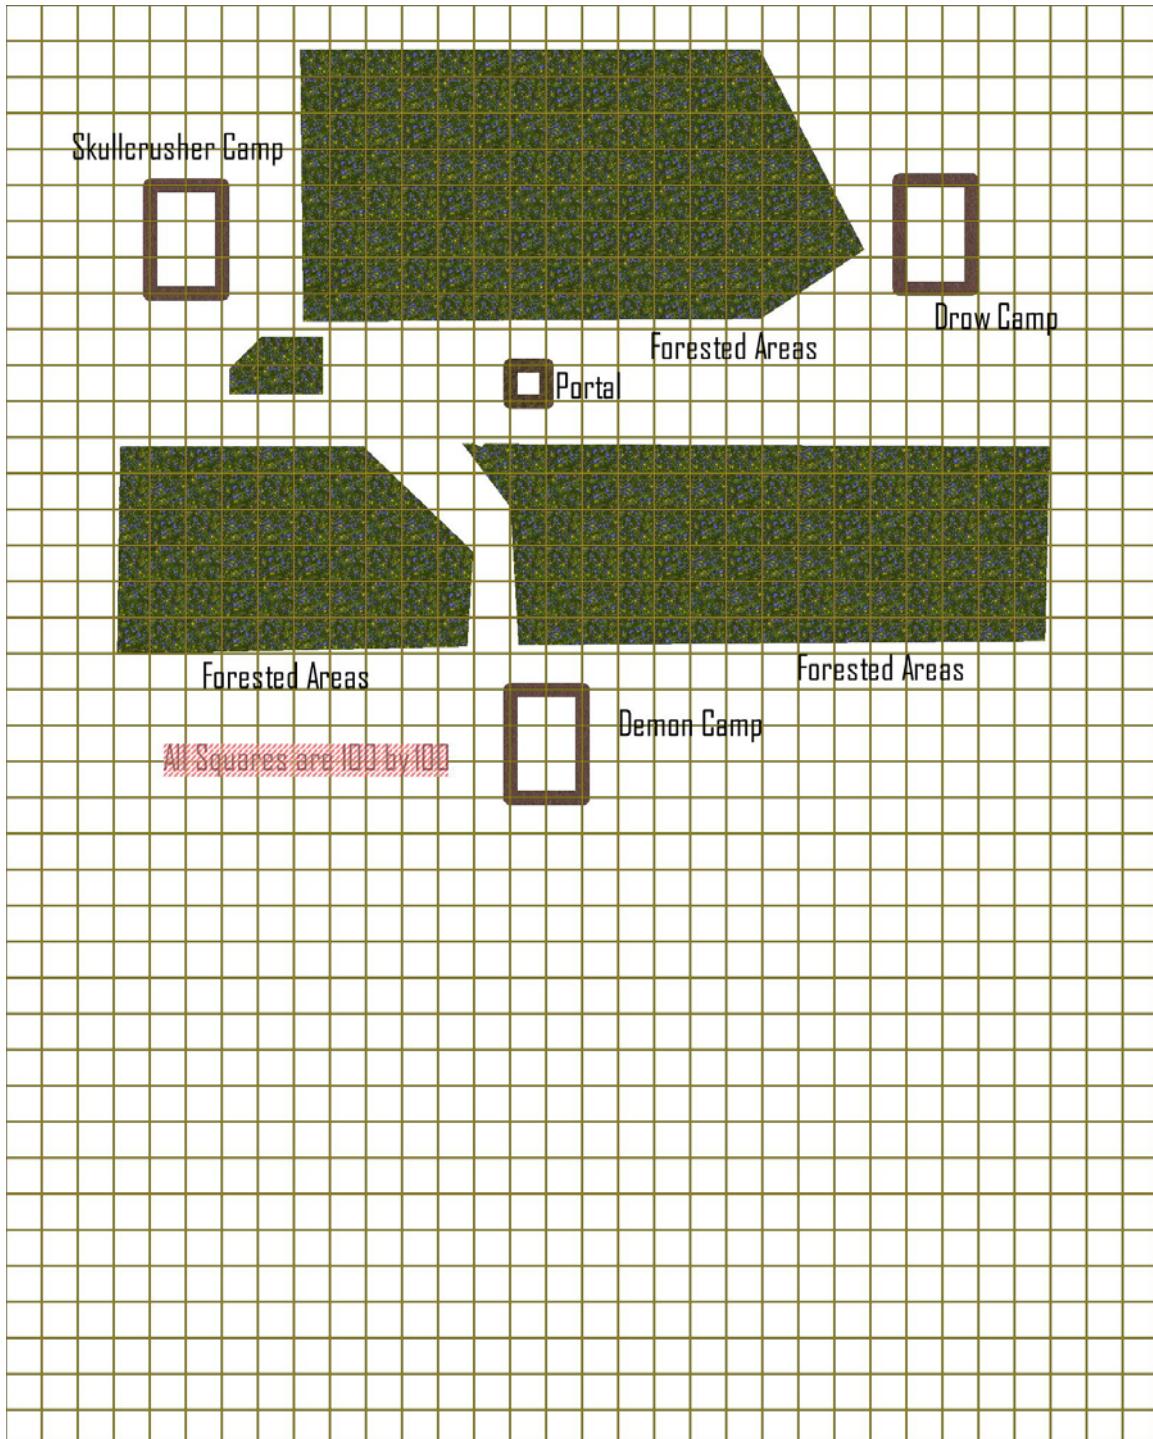 Skullcrusher Camp
Drow Camp
Forested Areas
Portal
Forested Areas
Forested Areas
Demon Camp
All Squares are 100 by 100